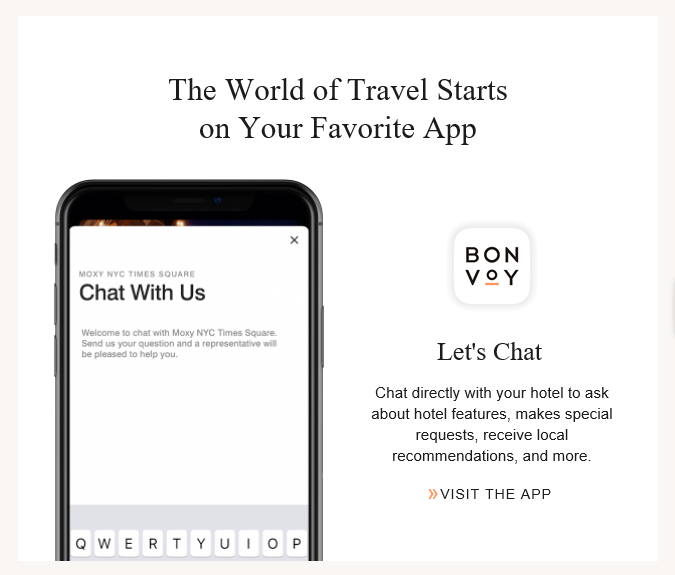 The World of Travel Starts
on Your Favorite App
MOXY NYC TIMES SQUARE
Chat With Us
Welcome to chat with Moxy NYC Times Square.
Send us your question and a representative will
be pleased to help you.
Q W E R T Y U I O P
BON
VOY
Let's Chat
Chat directly with your hotel to ask
about hotel features, makes special
requests, receive local
recommendations, and more.
»VISIT THE APP